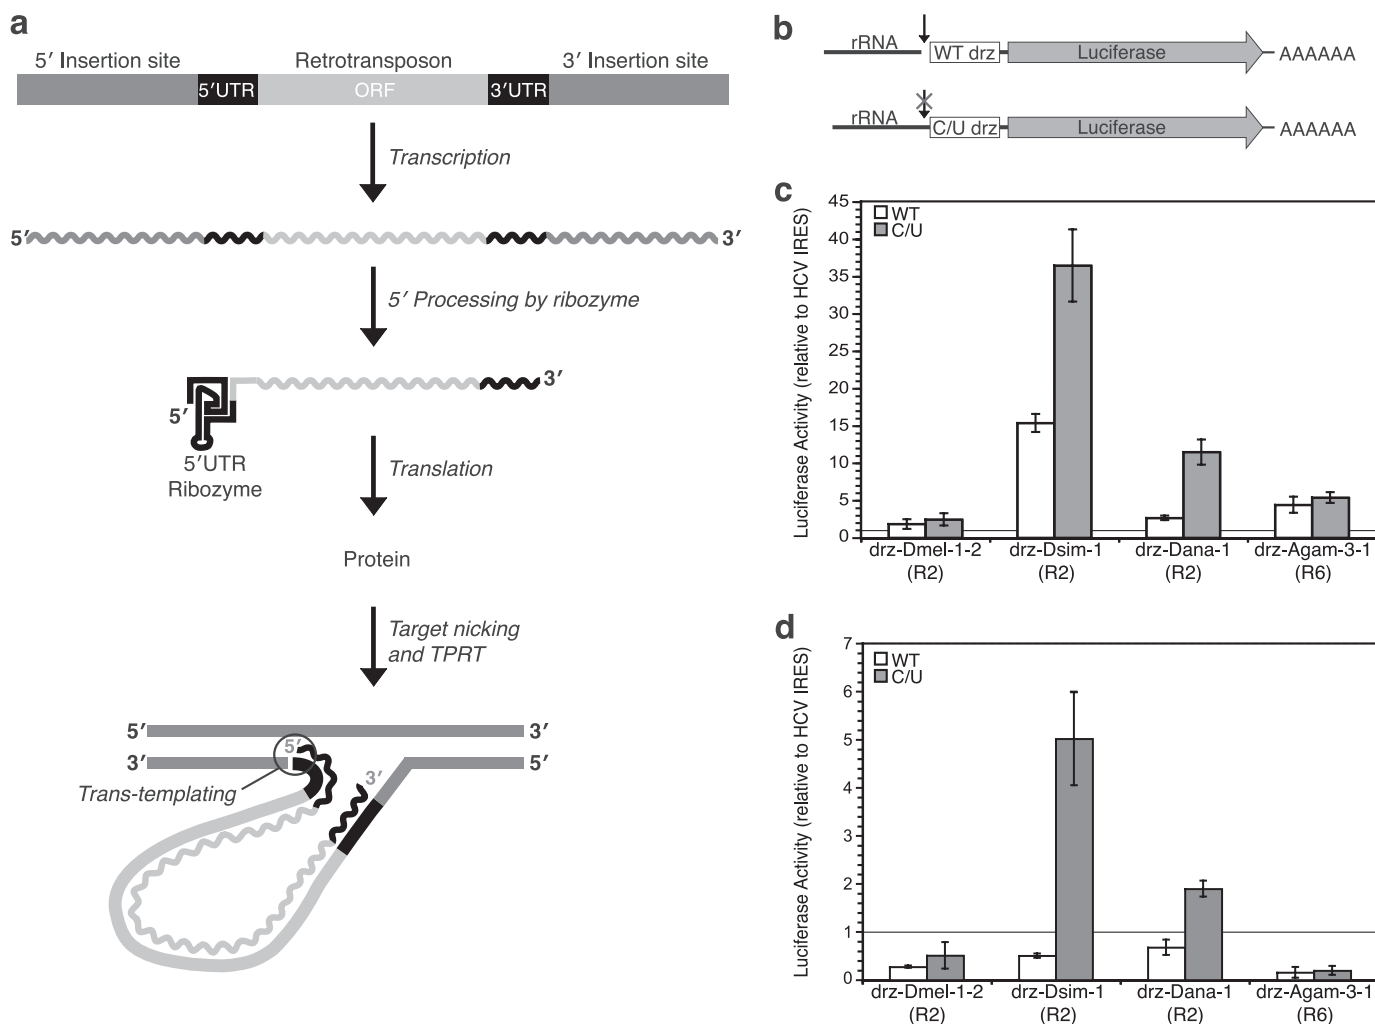 a
5′ Insertion site
Retrotransposon
3′ Insertion site
5′UTR
ORF
3′UTR
Transcription
5′
3′
5′ Processing by ribozyme
3′
5′
5′UTR
Ribozyme
Translation
Protein
Target nicking
and TPRT
5′
3′
5′
3′
5′
3′
Trans-templating
b
rRNA
WT drz
Luciferase
AAAAAA
rRNA
C/U drz
Luciferase
AAAAAA
c
Luciferase Activity (relative to HCV IRES)
45
40
35
30
25
20
15
10
5
0
WT
C/U
drz-Dmel-1-2
(R2)
drz-Dsim-1
(R2)
drz-Dana-1
(R2)
drz-Agam-3-1
(R6)
d
Luciferase Activity (relative to HCV IRES)
7
6
5
4
3
2
1
0
WT
C/U
drz-Dmel-1-2
(R2)
drz-Dsim-1
(R2)
drz-Dana-1
(R2)
drz-Agam-3-1
(R6)